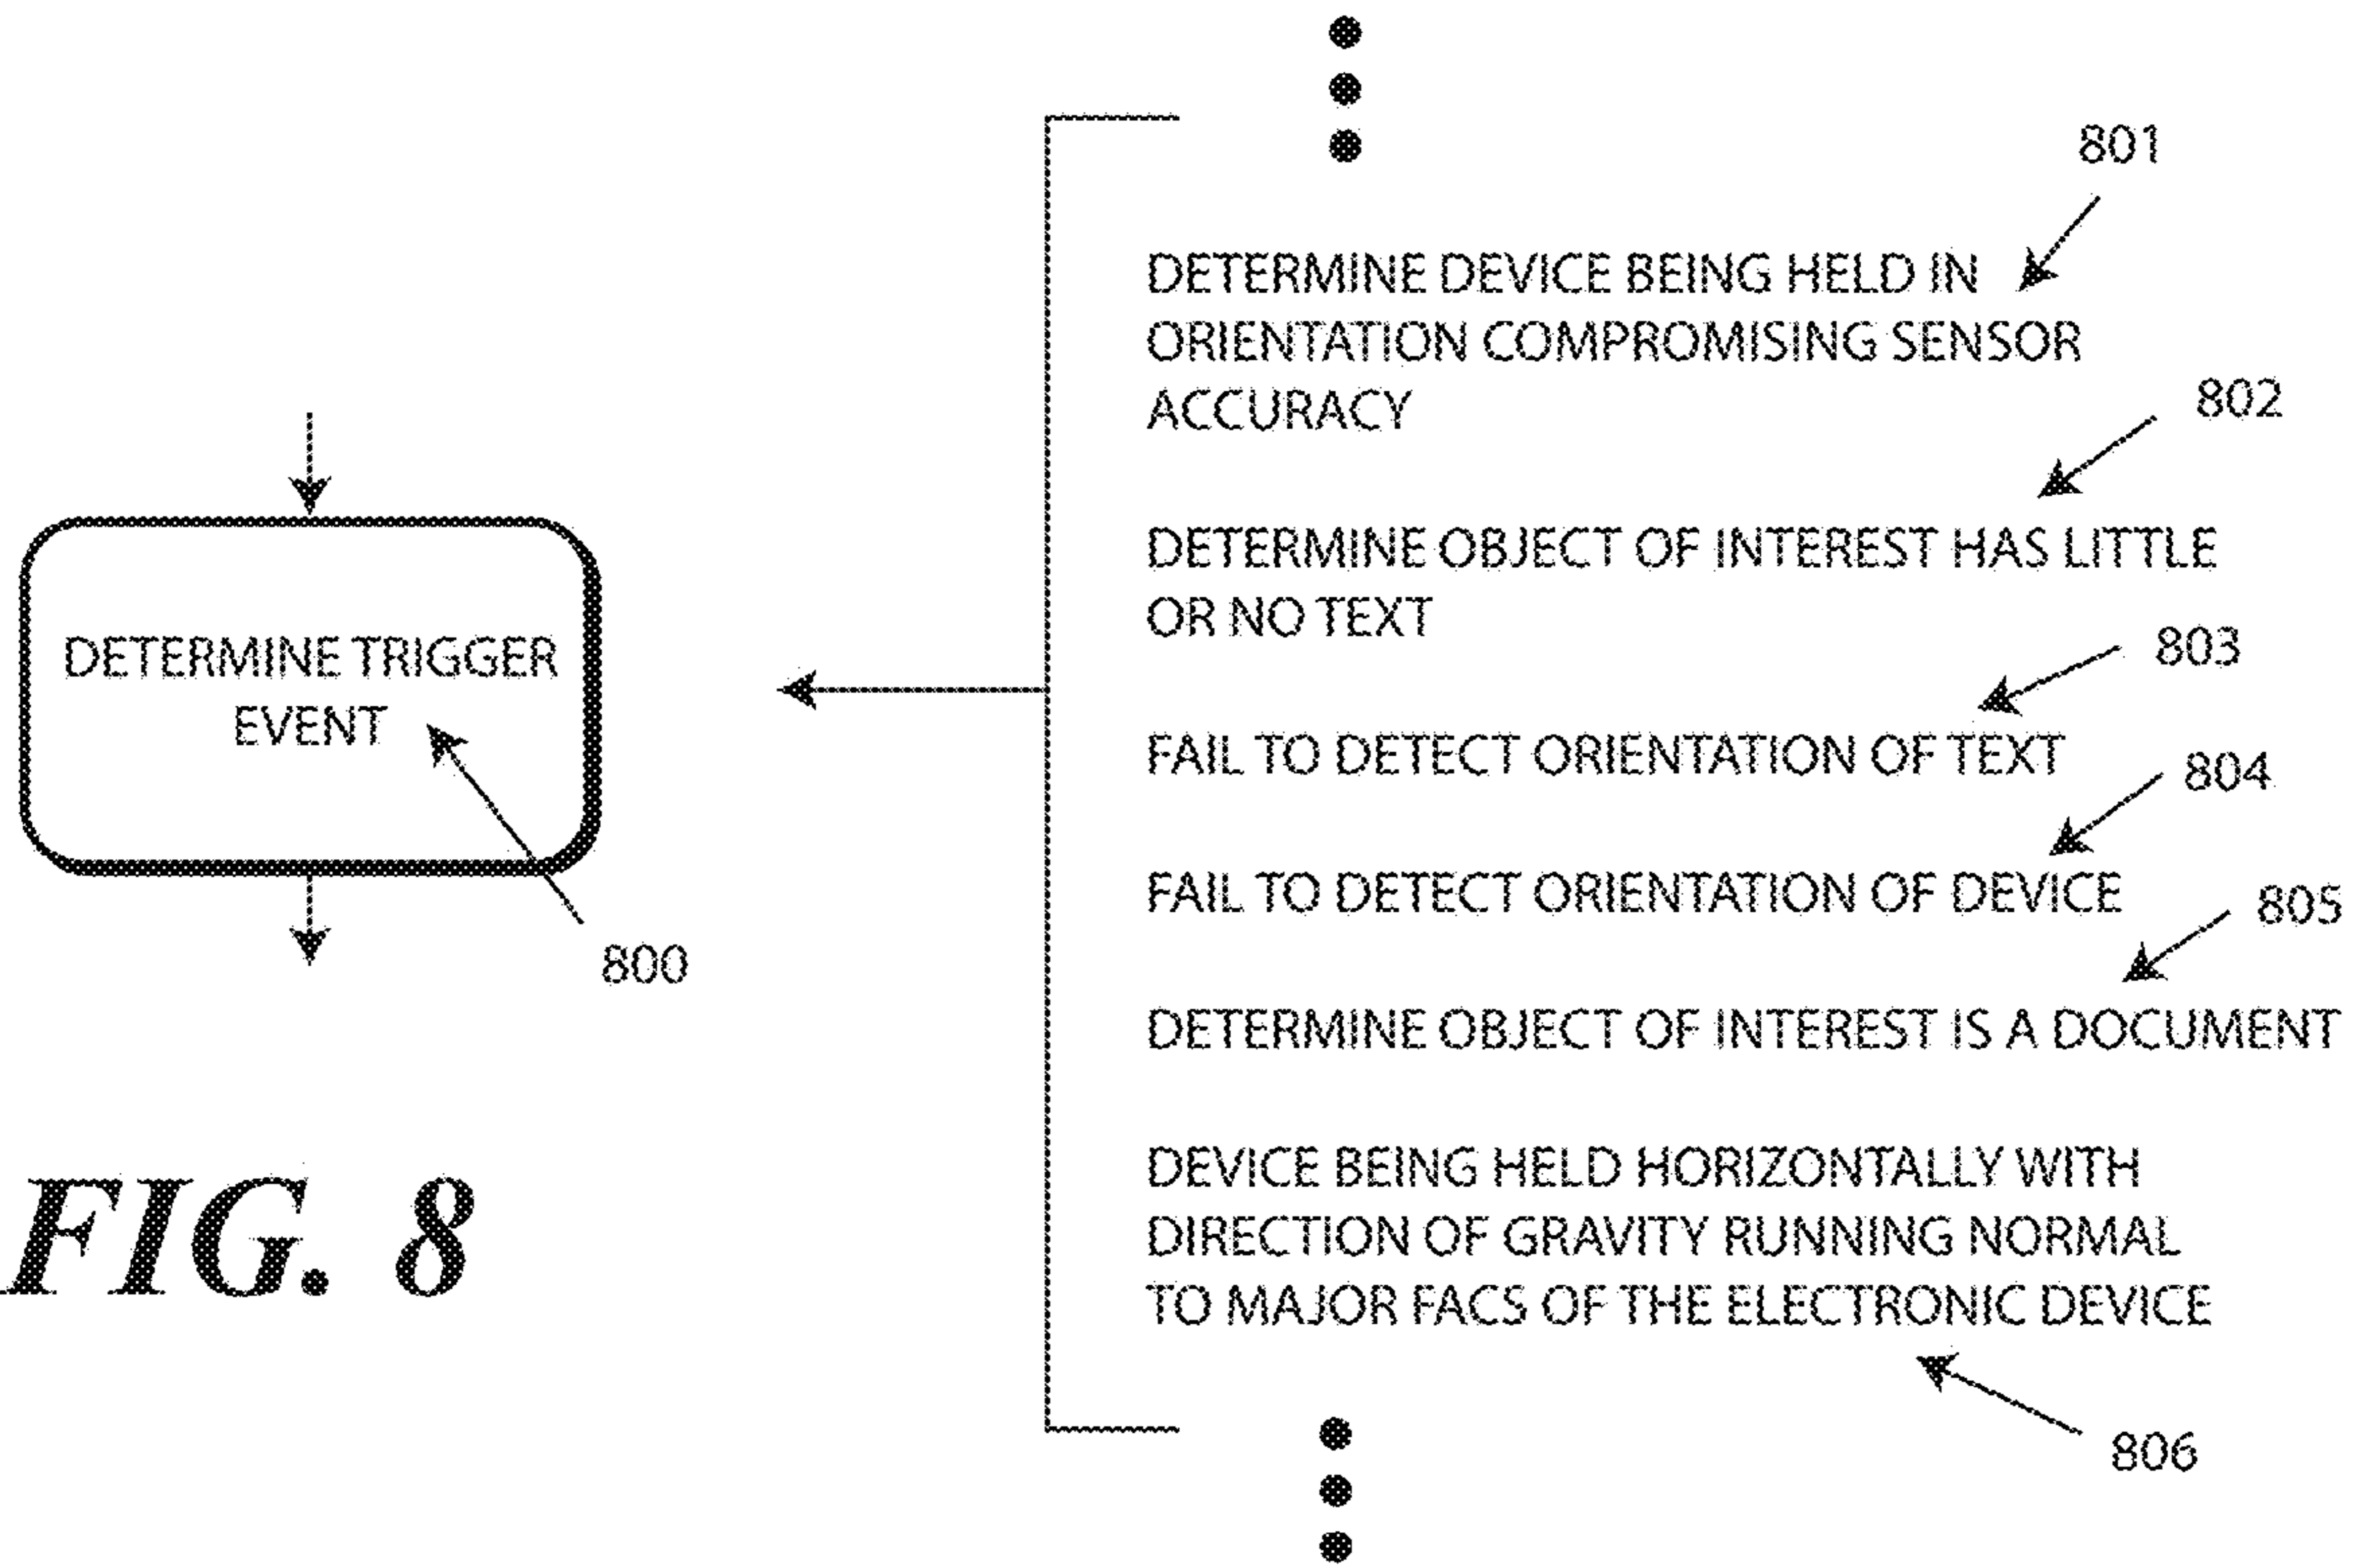 801
DETERMINE DEVICE BEING HELD IN
ORIENTATION COMPROMISING SENSOR
ACCURACY
802
DETERMINE OBJECT OF INTEREST HAS LITTLE
OR NO TEXT
803
FAIL TO DETECT ORIENTATION OF TEXT
804
FAIL TO DETECT ORIENTATION OF DEVICE
805
DETERMINE OBJECT OF INTEREST IS A DOCUMENT
DEVICE BEING HELD HORIZONTALLY WITH
DIRECTION OF GRAVITY RUNNING NORMAL
TO MAJOR FACS OF THE ELECTRONIC DEVICE
806
DETERMINE TRIGGER
EVENT
800
FIG. 8